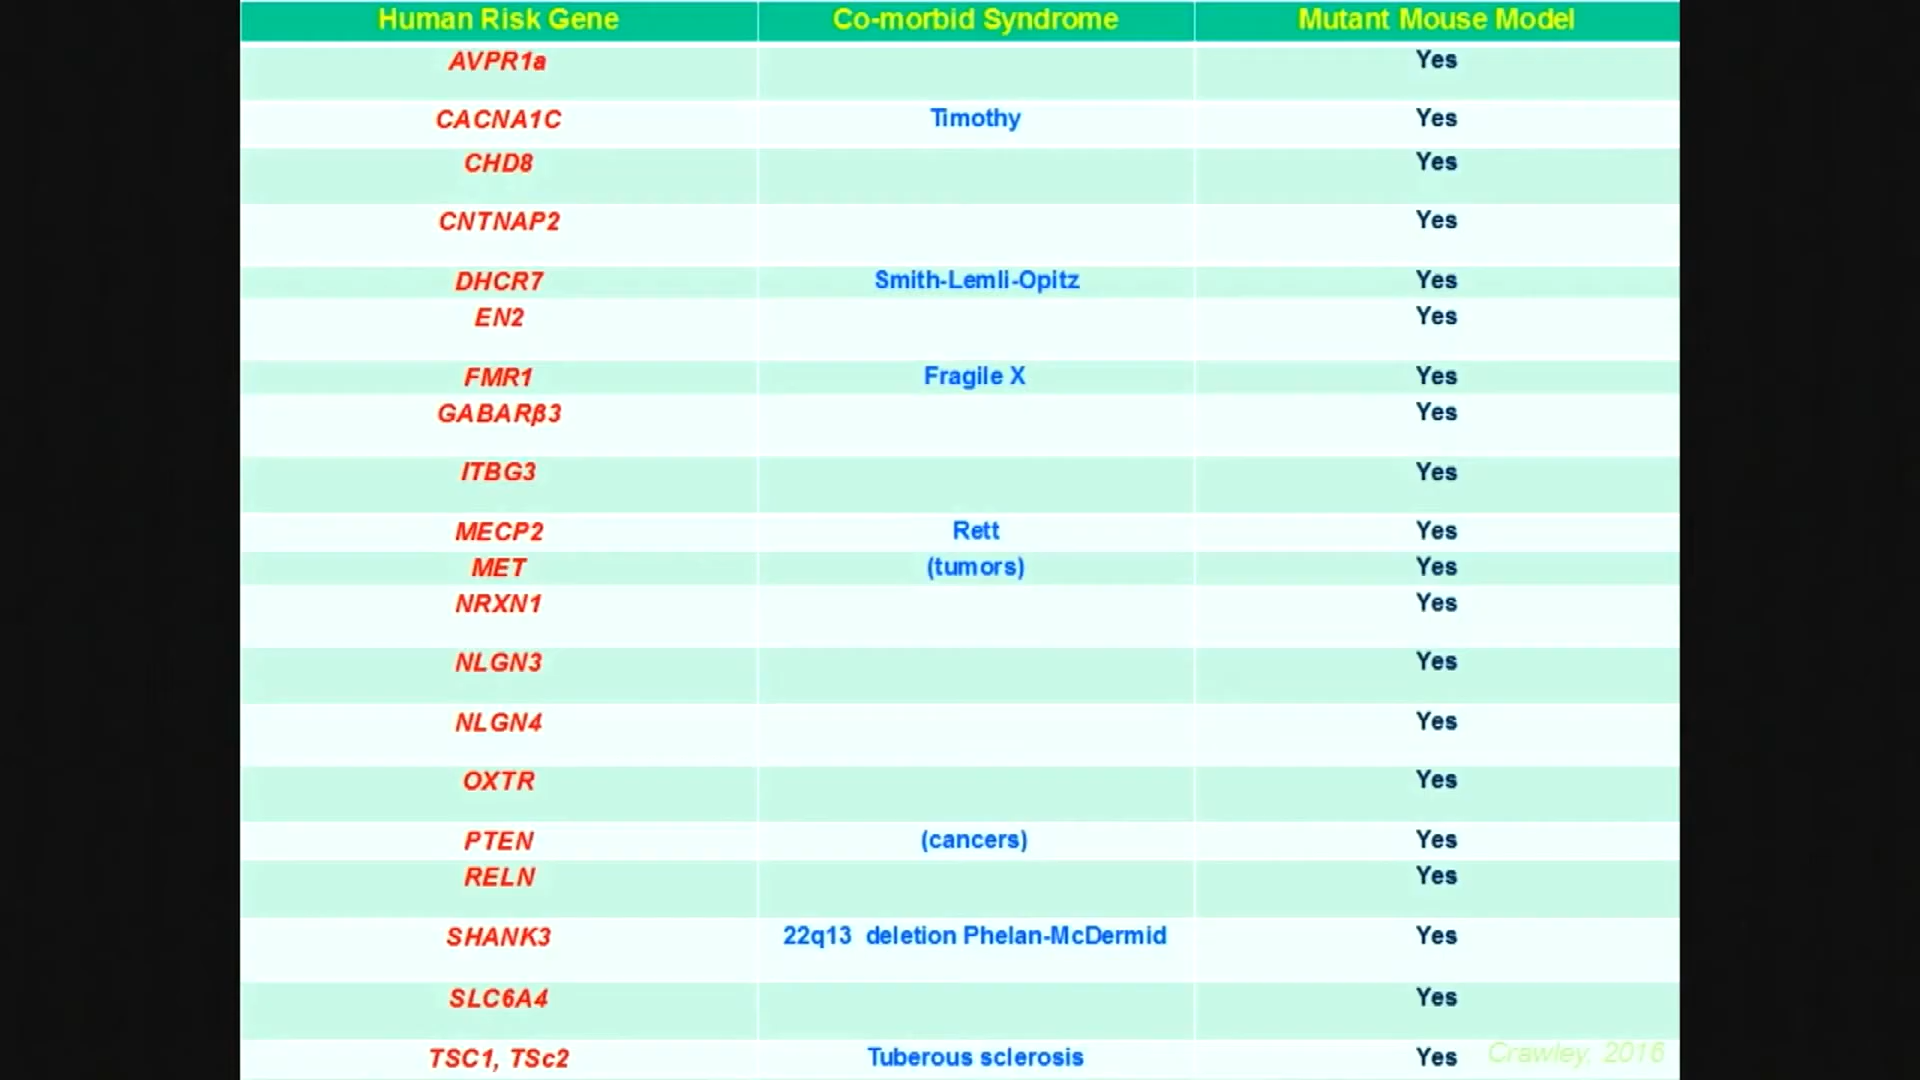 Human Risk Gene Co-morbid Syndrome Mutant Mouse Model
AVPR1a Yes
CACNA1C Timothy Yes
CHD8 Yes
CNTNAP2 Yes
DHCR7 Smith-Lemli-Opitz Yes
EN2 Yes
FMR1 Fragile X Yes
GABARβ3 Yes
ITBG3 Yes
MECP2 Rett Yes
MET (tumors) Yes
NRXN1 Yes
NLGN3 Yes
NLGN4 Yes
OXTR Yes
PTEN (cancers) Yes
RELN Yes
SHANK3 22q13 deletion Phelan-McDermid Yes
SLC6A4 Yes
TSC1, TSc2 Tuberous sclerosis Yes
Crawley, 2016